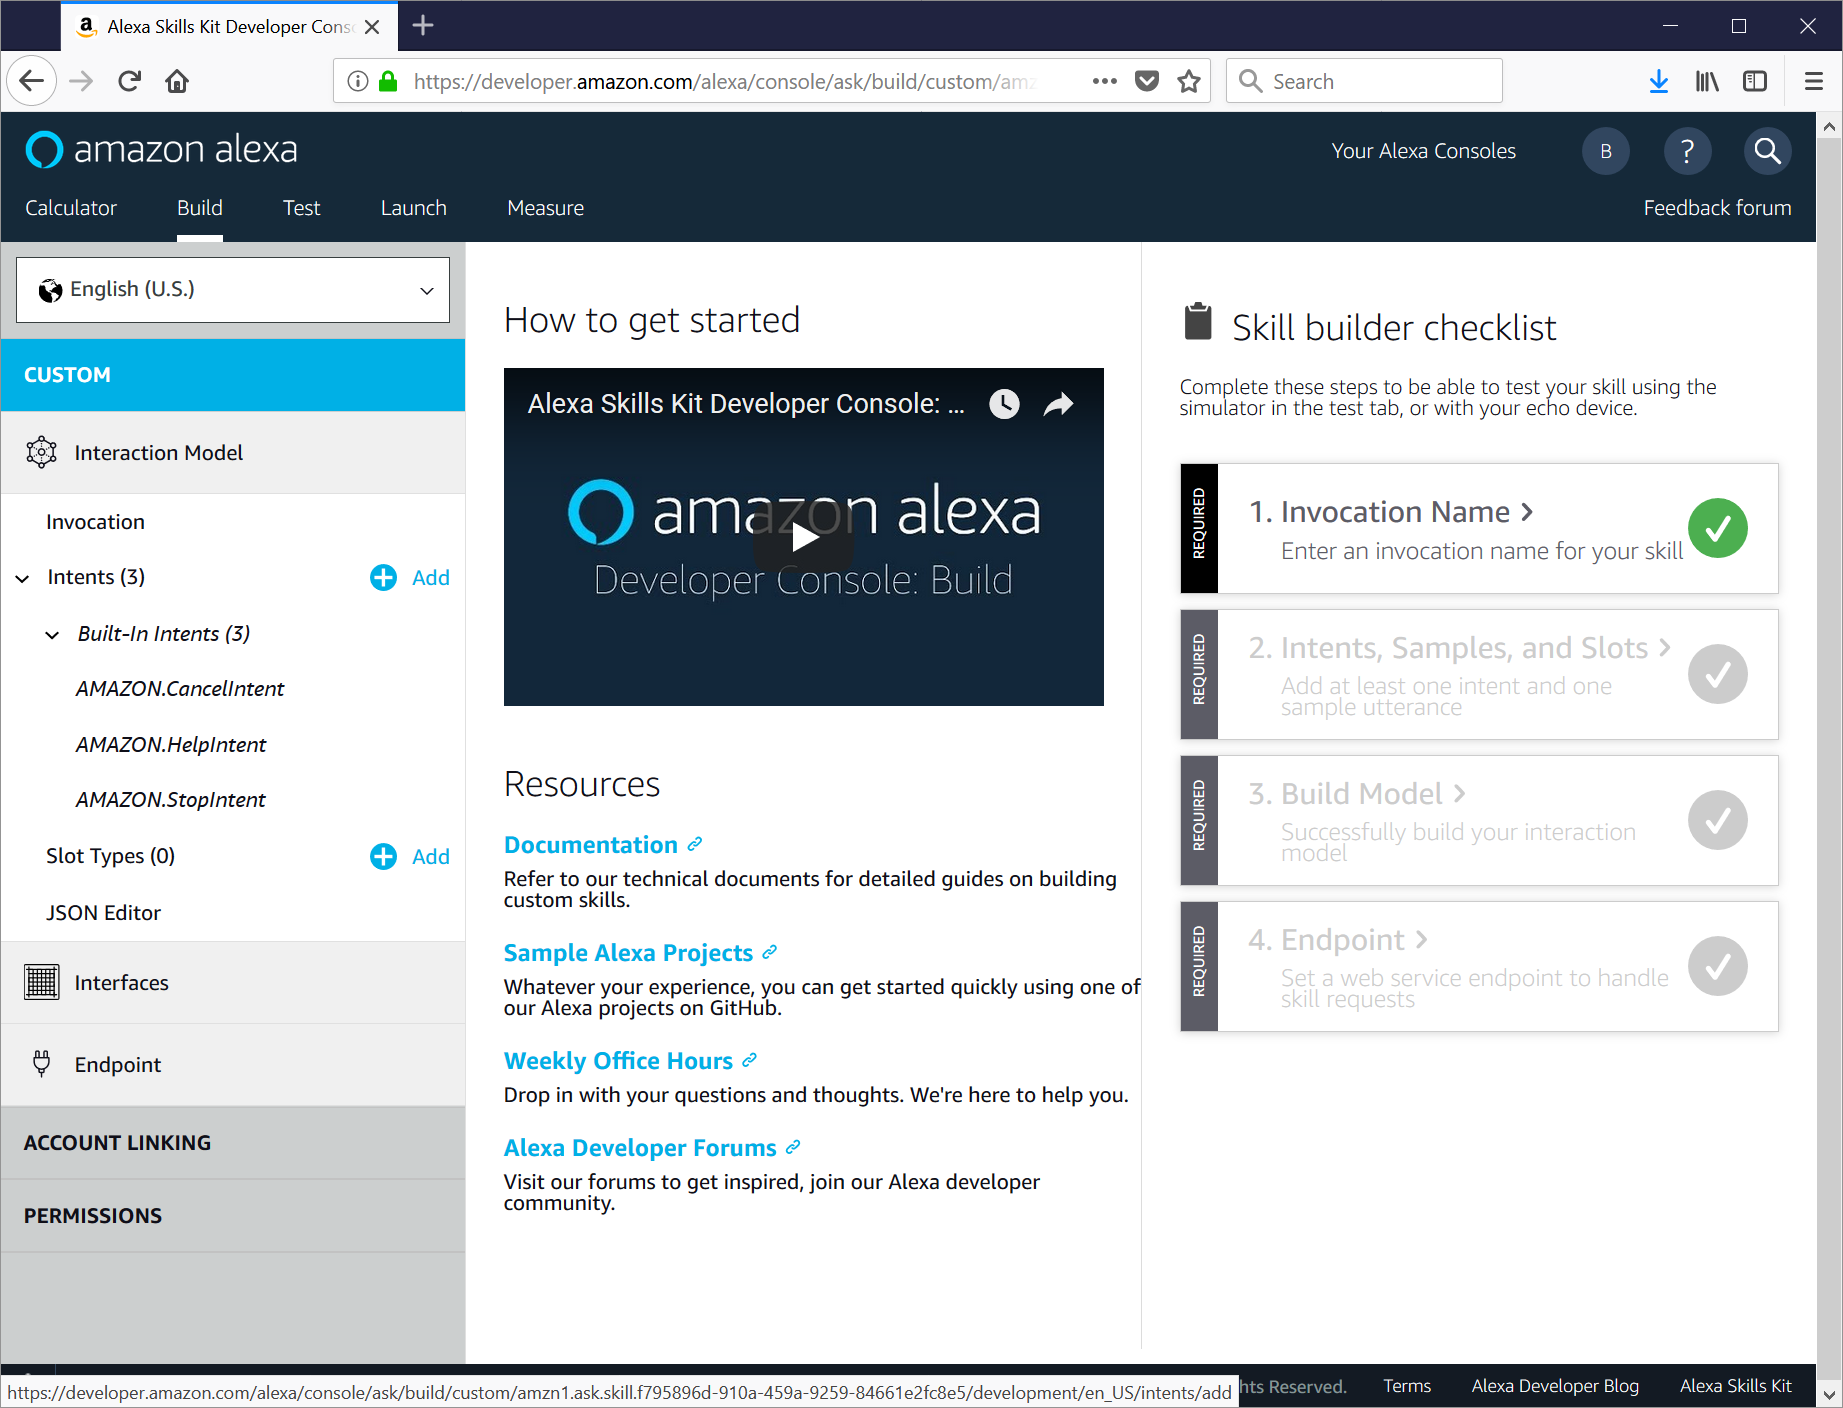 Alexa Skills Kit Developer Cons
https://developer.amazon.com/alexa/console/ask/build/custom/amz
Search
amazon alexa
Your Alexa Consoles
B
?
Calculator
Build
Test
Launch
Measure
Feedback forum
English (U.S.)
CUSTOM
Interaction Model
Invocation
Intents (3)
Add
Built-In Intents (3)
AMAZON.CancelIntent
AMAZON.HelpIntent
AMAZON.StopIntent
Slot Types (0)
Add
JSON Editor
Interfaces
Endpoint
ACCOUNT LINKING
PERMISSIONS
How to get started
Alexa Skills Kit Developer Console: ...
amazon alexa
Developer Console: Build
Resources
Documentation
Refer to our technical documents for detailed guides on building
custom skills.
Sample Alexa Projects
Whatever your experience, you can get started quickly using one of
our Alexa projects on GitHub.
Weekly Office Hours
Drop in with your questions and thoughts. We're here to help you.
Alexa Developer Forums
Visit our forums to get inspired, join our Alexa developer
community.
Skill builder checklist
Complete these steps to be able to test your skill using the
simulator in the test tab, or with your echo device.
REQUIRED
1. Invocation Name
Enter an invocation name for your skill
REQUIRED
2. Intents, Samples, and Slots
Add at least one intent and one
sample utterance
REQUIRED
3. Build Model
Successfully build your interaction
model
REQUIRED
4. Endpoint
Set a web service endpoint to handle
skill requests
https://developer.amazon.com/alexa/console/ask/build/custom/amzn1.ask.skill.f795896d-910a-459a-9259-84661e2fc8e5/development/en_US/intents/add
hts Reserved.
Terms
Alexa Developer Blog
Alexa Skills Kit